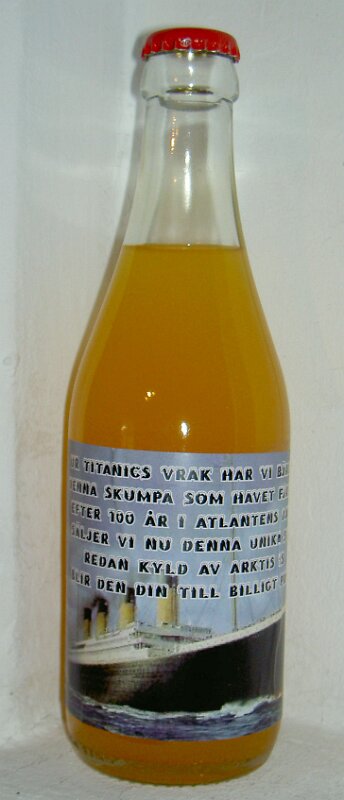 UR TITANICS VRAK HAR VI
DENNA SKUMPA SOM HAVET
EFTER 100 ÅR I ATLANTENS
SÄLJER VI NU DENNA UNIKA
REDAN KYLD AV ARKTIS
BLIR DEN DIN TILL BILLIGT